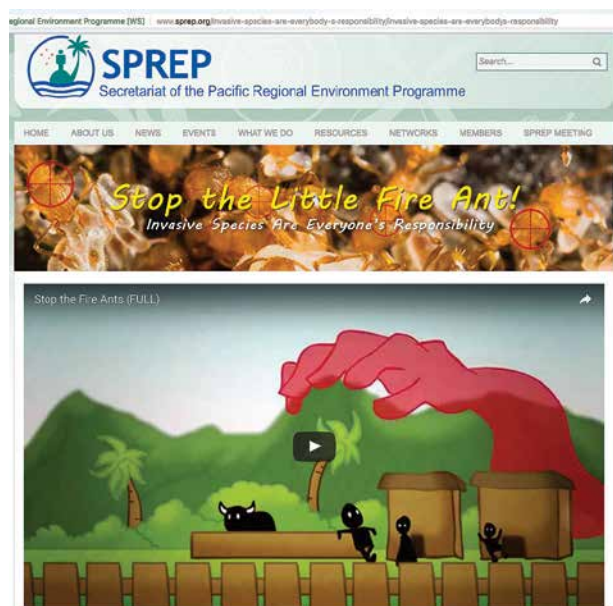 egional Environment Programme [WS] | www.sprep.org/invasive-species-are-everybody-s-responsibility/invasive-species-are-everybodys-responsibility
SPREP
Secretariat of the Pacific Regional Environment Programme
Search...
HOME ABOUT US NEWS EVENTS WHAT WE DO RESOURCES NETWORKS MEMBERS SPREP MEETING
Stop the Little Fire Ant!
Invasive Species Are Everyone's Responsibility
Stop the Fire Ants (FULL)